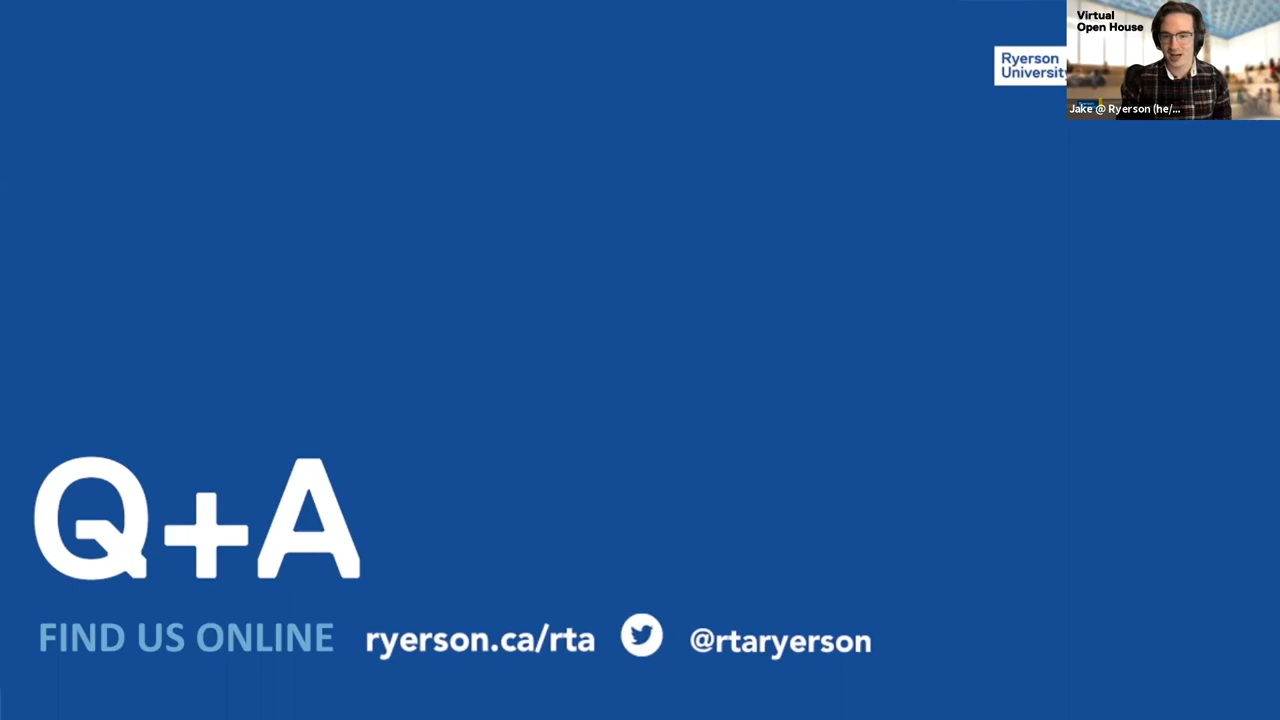 Virtual
Open House
Ryerson
University
Jake @ Ryerson (he/...
Q+A
FIND US ONLINE ryerson.ca/rta @rtaryerson